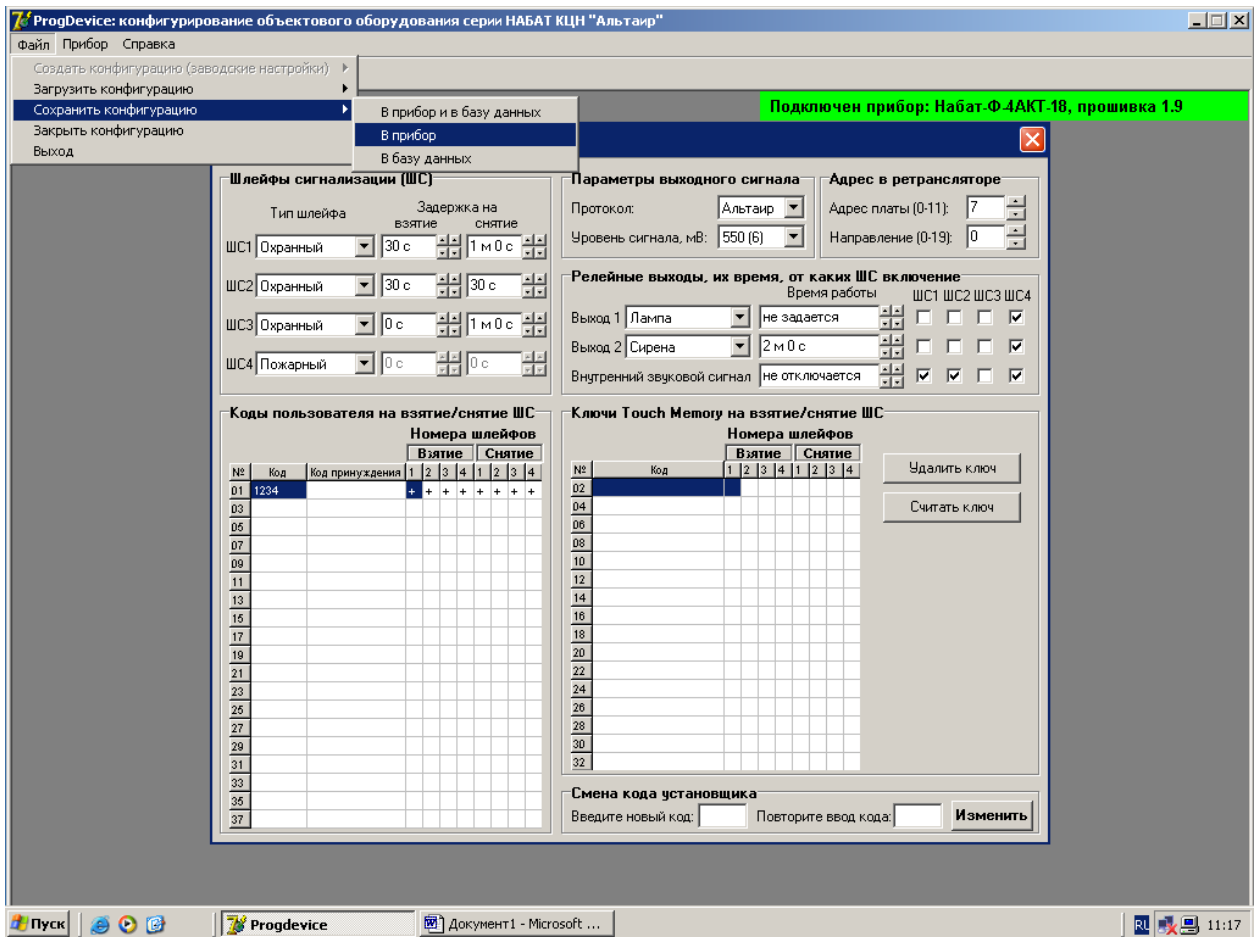 ProgDevice: конфигурирование объектового оборудования серии НАБАТ КЦН "Альтаир"
Файл Прибор Справка
Создать конфигурацию (заводские настройки)
Загрузить конфигурацию
Сохранить конфигурацию
Закрыть конфигурацию
Выход
В прибор и в базу данных
В прибор
В базу данных
Подключен прибор: Набат-Ф-4АКТ-18, прошивка 1.9
Шлейфы сигнализации (ШС)
Тип шлейфа Задержка на
взятие снятие
ШС1 Охранный 30 с 1 м 0 с
ШС2 Охранный 30 с 30 с
ШС3 Охранный 0 с 1 м 0 с
ШС4 Пожарный 0 с 0 с
Параметры выходного сигнала
Протокол: Альтаир
Уровень сигнала, мВ: 550 (6)
Адрес в ретрансляторе
Адрес платы (0-11): 7
Направление (0-19): 0
Релейные выходы, их время, от каких ШС включение
Время работы ШС1 ШС2 ШС3 ШС4
Выход 1 Лампа не задается
Выход 2 Сирена 2 м 0 с
Внутренний звуковой сигнал не отключается
Коды пользователя на взятие/снятие ШС
Номера шлейфов
Взятие Снятие
№ Код Код принуждения 1 2 3 4 1 2 3 4
01 1234 + + + + + + + +
03
05
07
09
11
13
15
17
19
21
23
25
27
29
31
33
35
37
Ключи Touch Memory на взятие/снятие ШС
Номера шлейфов
Взятие Снятие
№ Код 1 2 3 4 1 2 3 4
02
04
06
08
10
12
14
16
18
20
22
24
26
28
30
32
Удалить ключ
Считать ключ
Смена кода установщика
Введите новый код: Повторите ввод кода: Изменить
Пуск Progdevice Документ1 - Microsoft ... RU 11:17